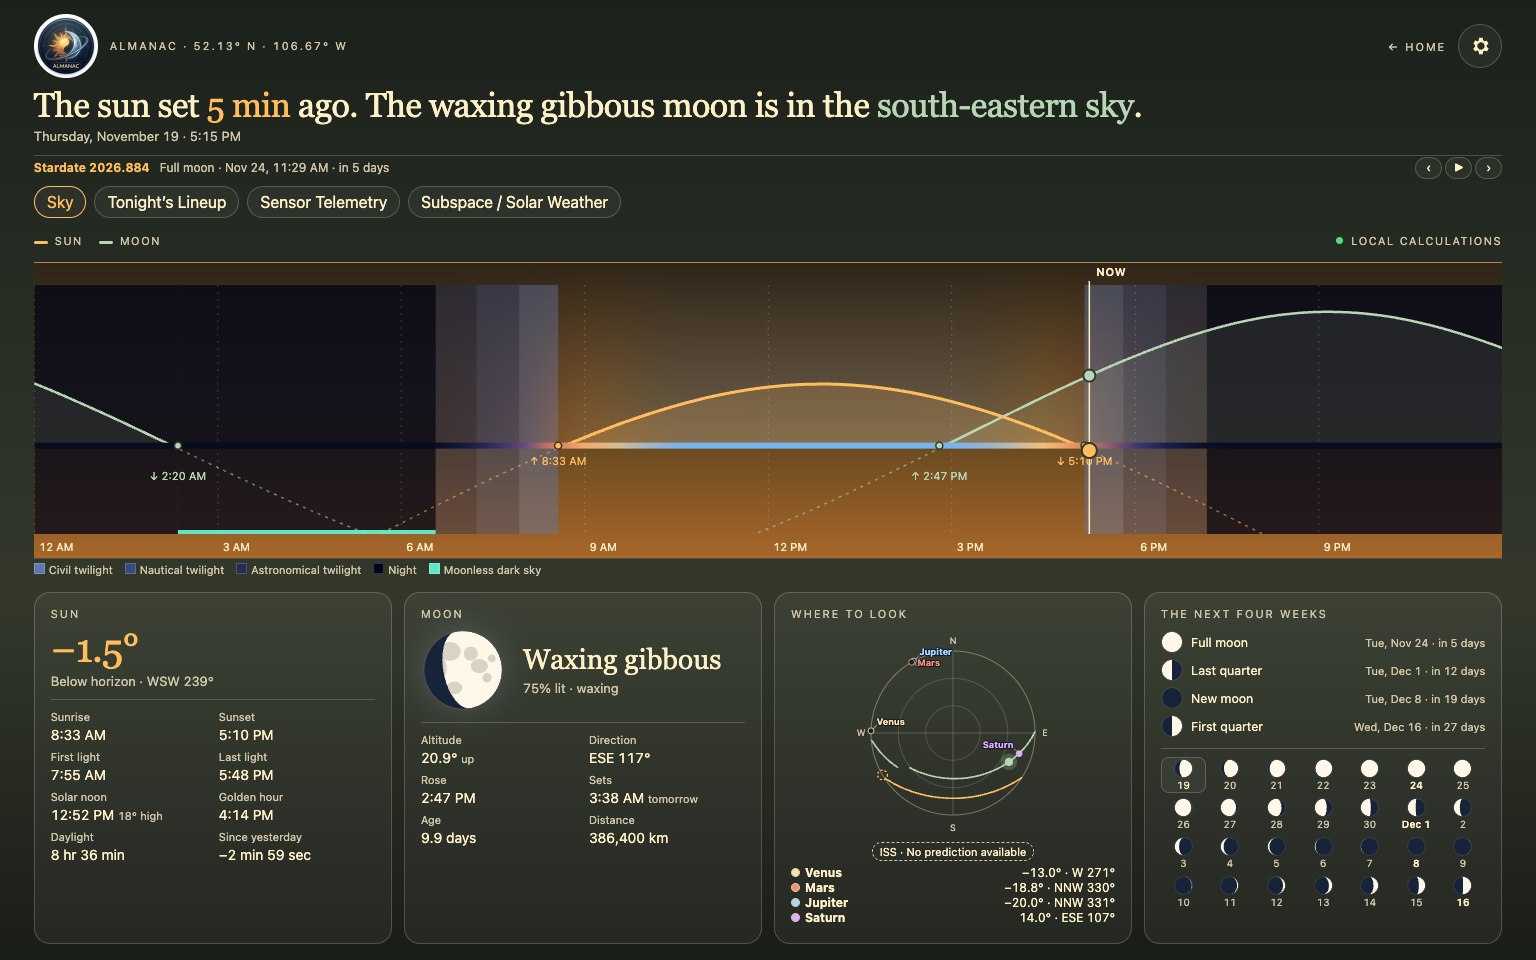 ALMANAC
ALMANAC · 52.13° N · 106.67° W
← HOME
The sun set 5 min ago. The waxing gibbous moon is in the south-eastern sky.
Thursday, November 19 · 5:15 PM
Stardate 2026.884 Full moon · Nov 24, 11:29 AM · in 5 days
Sky
Tonight's Lineup
Sensor Telemetry
Subspace / Solar Weather
SUN
MOON
LOCAL CALCULATIONS
NOW
↑ 8:33 AM
↓ 5:10 PM
↓ 2:20 AM
↑ 2:47 PM
12 AM 3 AM 6 AM 9 AM 12 PM 3 PM 6 PM 9 PM
Civil twilight Nautical twilight Astronomical twilight Night Moonless dark sky
SUN
−1.5°
Below horizon · WSW 239°
Sunrise Sunset
8:33 AM 5:10 PM
First light Last light
7:55 AM 5:48 PM
Solar noon Golden hour
12:52 PM 18° high 4:14 PM
Daylight Since yesterday
8 hr 36 min −2 min 59 sec
MOON
Waxing gibbous
75% lit · waxing
Altitude Direction
20.9° up ESE 117°
Rose Sets
2:47 PM 3:38 AM tomorrow
Age Distance
9.9 days 386,400 km
WHERE TO LOOK
N
Jupiter
Mars
Venus
W
E
Saturn
S
ISS · No prediction available
Venus −13.0° · W 271°
Mars −18.8° · NNW 330°
Jupiter −20.0° · NNW 331°
Saturn 14.0° · ESE 107°
THE NEXT FOUR WEEKS
Full moon Tue, Nov 24 · in 5 days
Last quarter Tue, Dec 1 · in 12 days
New moon Tue, Dec 8 · in 19 days
First quarter Wed, Dec 16 · in 27 days
19 20 21 22 23 24 25
26 27 28 29 30 Dec 1 2
3 4 5 6 7 8 9
10 11 12 13 14 15 16